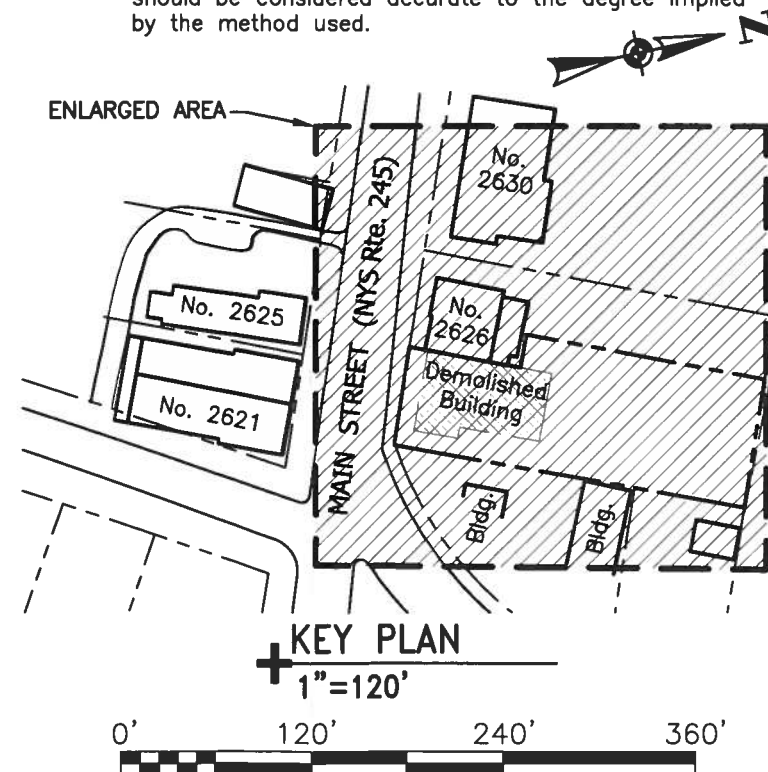 should be considered accurate to the degree implied
by the method used.
N
ENLARGED AREA
No.
2630
MAIN STREET (NYS Rte. 245)
No. 2625
No.
2626
Demolished
Building
No. 2621
Bldg.
Bldg.
KEY PLAN
1"=120'
0' 120' 240' 360'